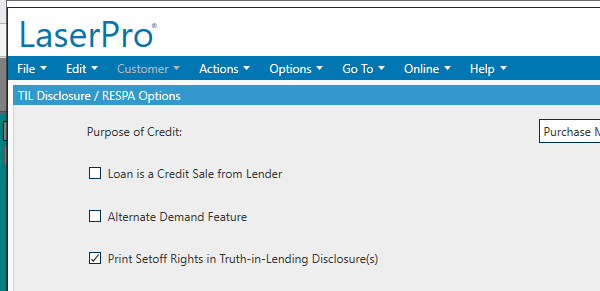 LaserPro®
File Edit Customer Actions Options Go To Online Help
TIL Disclosure / RESPA Options
Purpose of Credit: Purchase M
Loan is a Credit Sale from Lender
Alternate Demand Feature
Print Setoff Rights in Truth-in-Lending Disclosure(s)